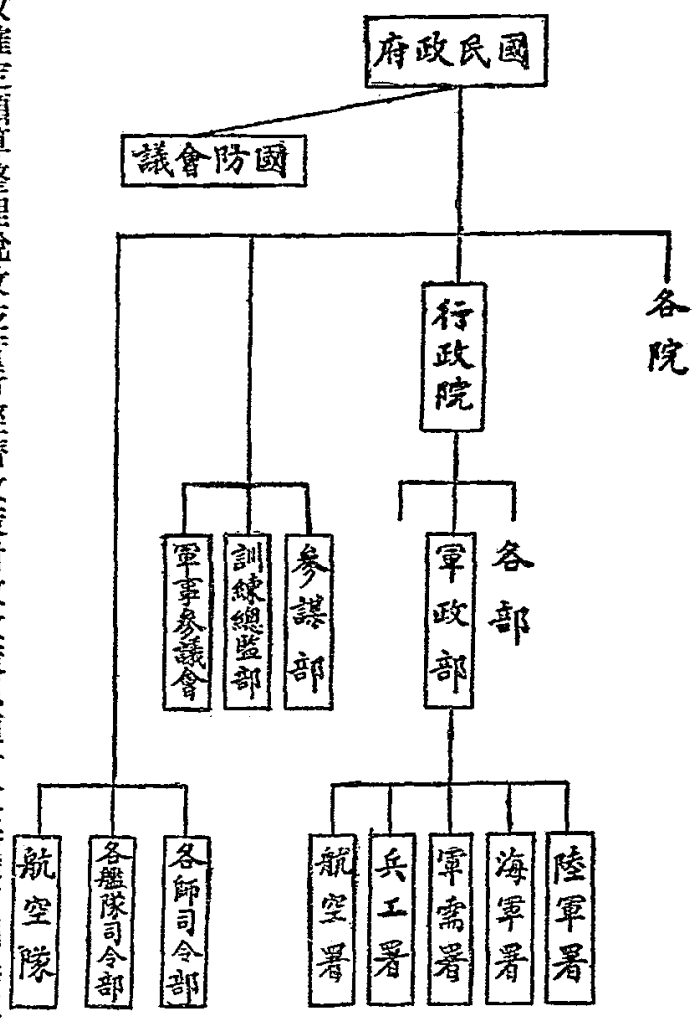 國民政府
國防會議
各院
行政院
各部
軍政部
參謀部
訓練總監部
軍事參議會
陸軍署
海軍署
軍需署
兵工署
航空署
各師司令部
各艦隊司令部
航空隊